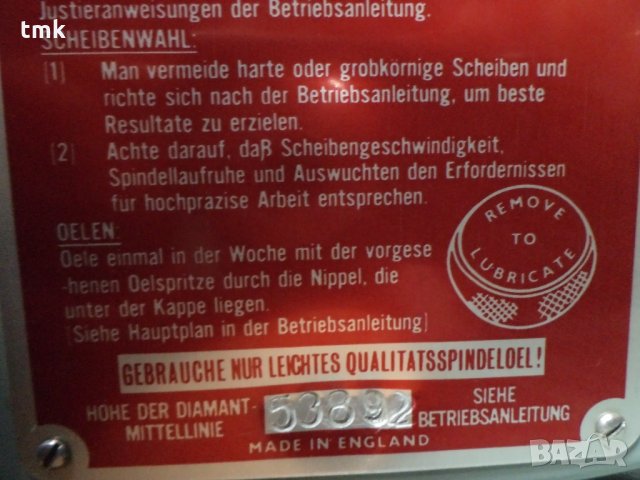 tmk
Justieranweisungen der Betriebsanleitung.
SCHEIBENWAHL:
[1] Man vermeide harte oder grobkörnige Scheiben und
richte sich nach der Betriebsanleitung, um beste
Resultate zu erzielen.
[2] Achte darauf, daß Scheibengeschwindigkeit,
Spindellaufruhe und Auswuchten den Erfordernissen
für hochprazise Arbeit entsprechen.
OELEN:
Oele einmal in der Woche mit der vorgese
-henen Oelspritze durch die Nippel, die
unter der Kappe liegen.
[Siehe Hauptplan in der Betriebsanleitung]
REMOVE
TO
LUBRICATE
GEBRAUCHE NUR LEICHTES QUALITATSSPINDELOEL!
HÖHE DER DIAMANT-
MITTELLINIE
53892
SIEHE
BETRIEBSANLEITUNG
MADE IN ENGLAND
BAZAR